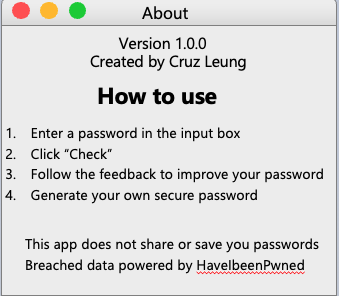 About
Version 1.0.0
Created by Cruz Leung
How to use
1. Enter a password in the input box
2. Click “Check”
3. Follow the feedback to improve your password
4. Generate your own secure password
This app does not share or save you passwords
Breached data powered by HaveIbeenPwned